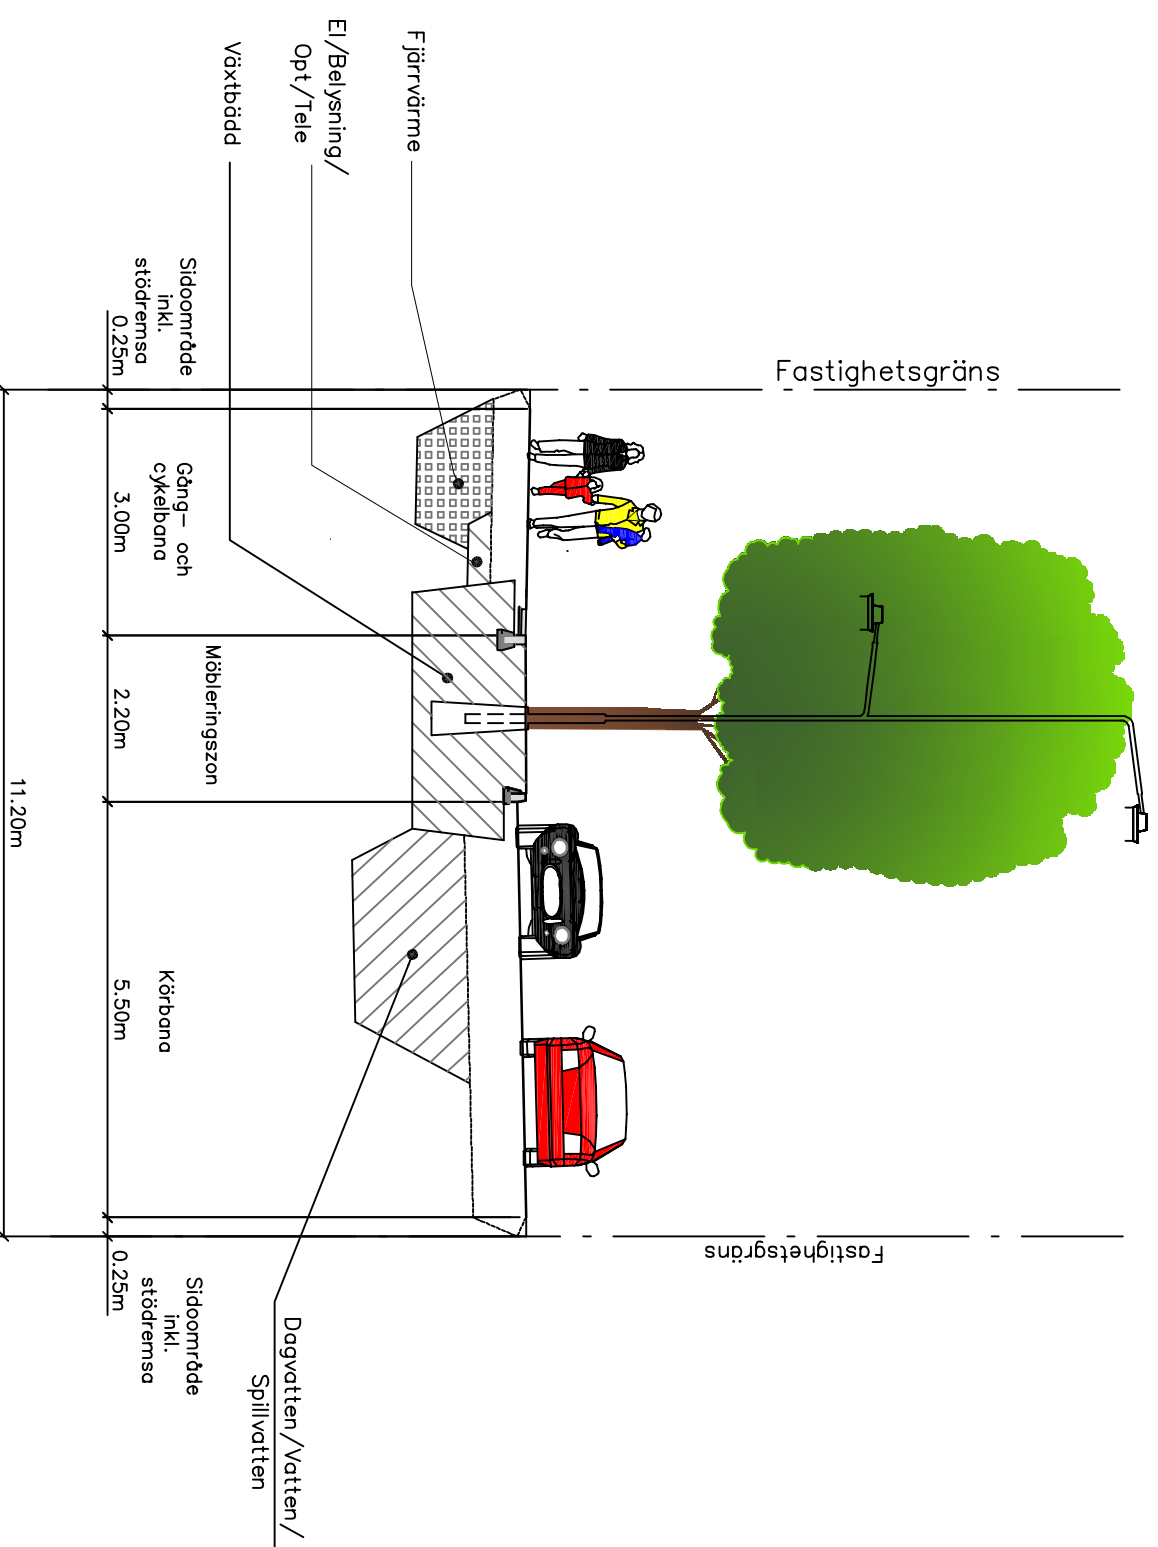 Fastighetsgräns
Fastighetsgräns
Fjärrvärme
El/Belysning/
Opt/Tele
Växtbädd
Dagvatten/Vatten/
Spillvatten
Sidoområde
inkl.
stödremsa
0.25m
Gång- och
cykelbana
3.00m
Möbleringszon
2.20m
Körbana
5.50m
Sidoområde
inkl.
stödremsa
0.25m
11.20m